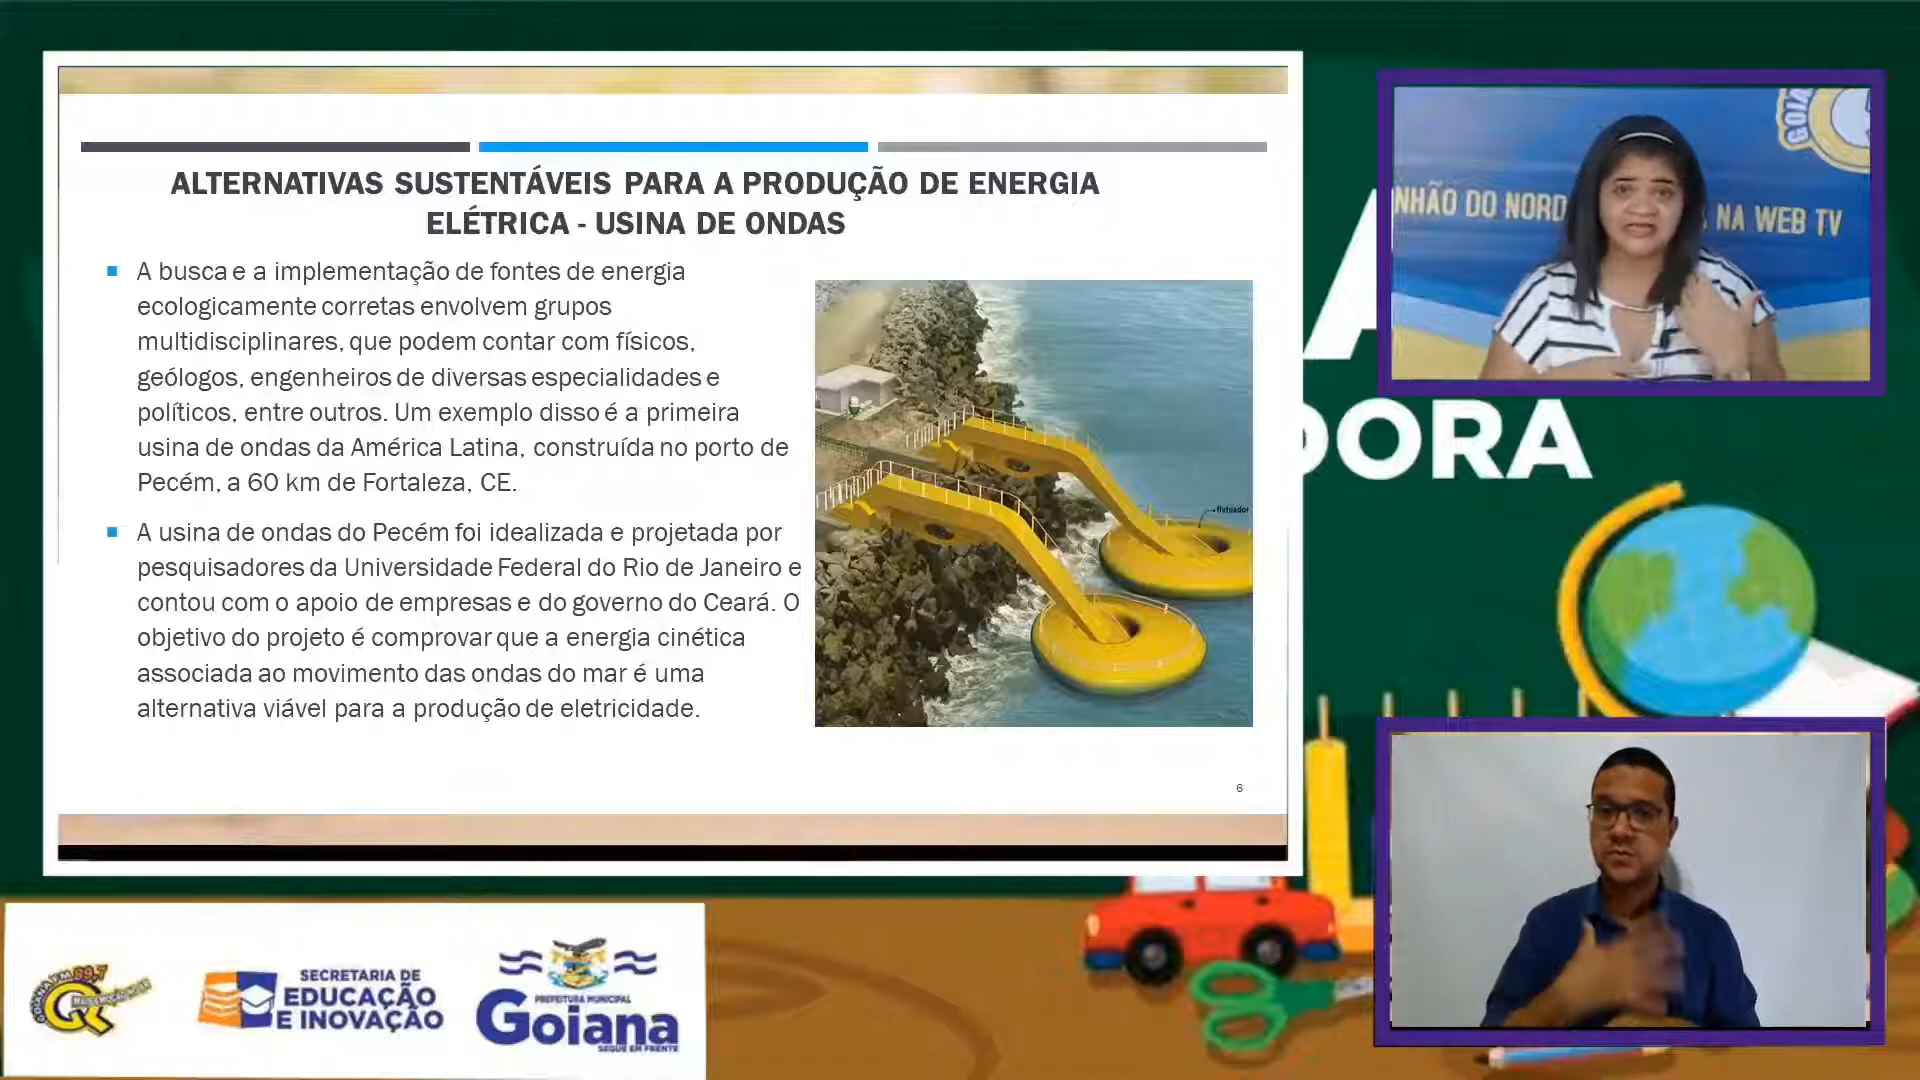 ALTERNATIVAS SUSTENTÁVEIS PARA A PRODUÇÃO DE ENERGIA
ELÉTRICA - USINA DE ONDAS
A busca e a implementação de fontes de energia
ecologicamente corretas envolvem grupos
multidisciplinares, que podem contar com físicos,
geólogos, engenheiros de diversas especialidades e
políticos, entre outros. Um exemplo disso é a primeira
usina de ondas da América Latina, construída no porto de
Pecém, a 60 km de Fortaleza, CE.
A usina de ondas do Pecém foi idealizada e projetada por
pesquisadores da Universidade Federal do Rio de Janeiro e
contou com o apoio de empresas e do governo do Ceará. O
objetivo do projeto é comprovar que a energia cinética
associada ao movimento das ondas do mar é uma
alternativa viável para a produção de eletricidade.
flutuador
6
GOIA
NHÃO DO NORD
NA WEB TV
A
DORA
GOIANA FM 89,7
SECRETARIA DE
EDUCAÇÃO
E INOVAÇÃO
PREFEITURA MUNICIPAL
Goiana
SEGUE EM FRENTE